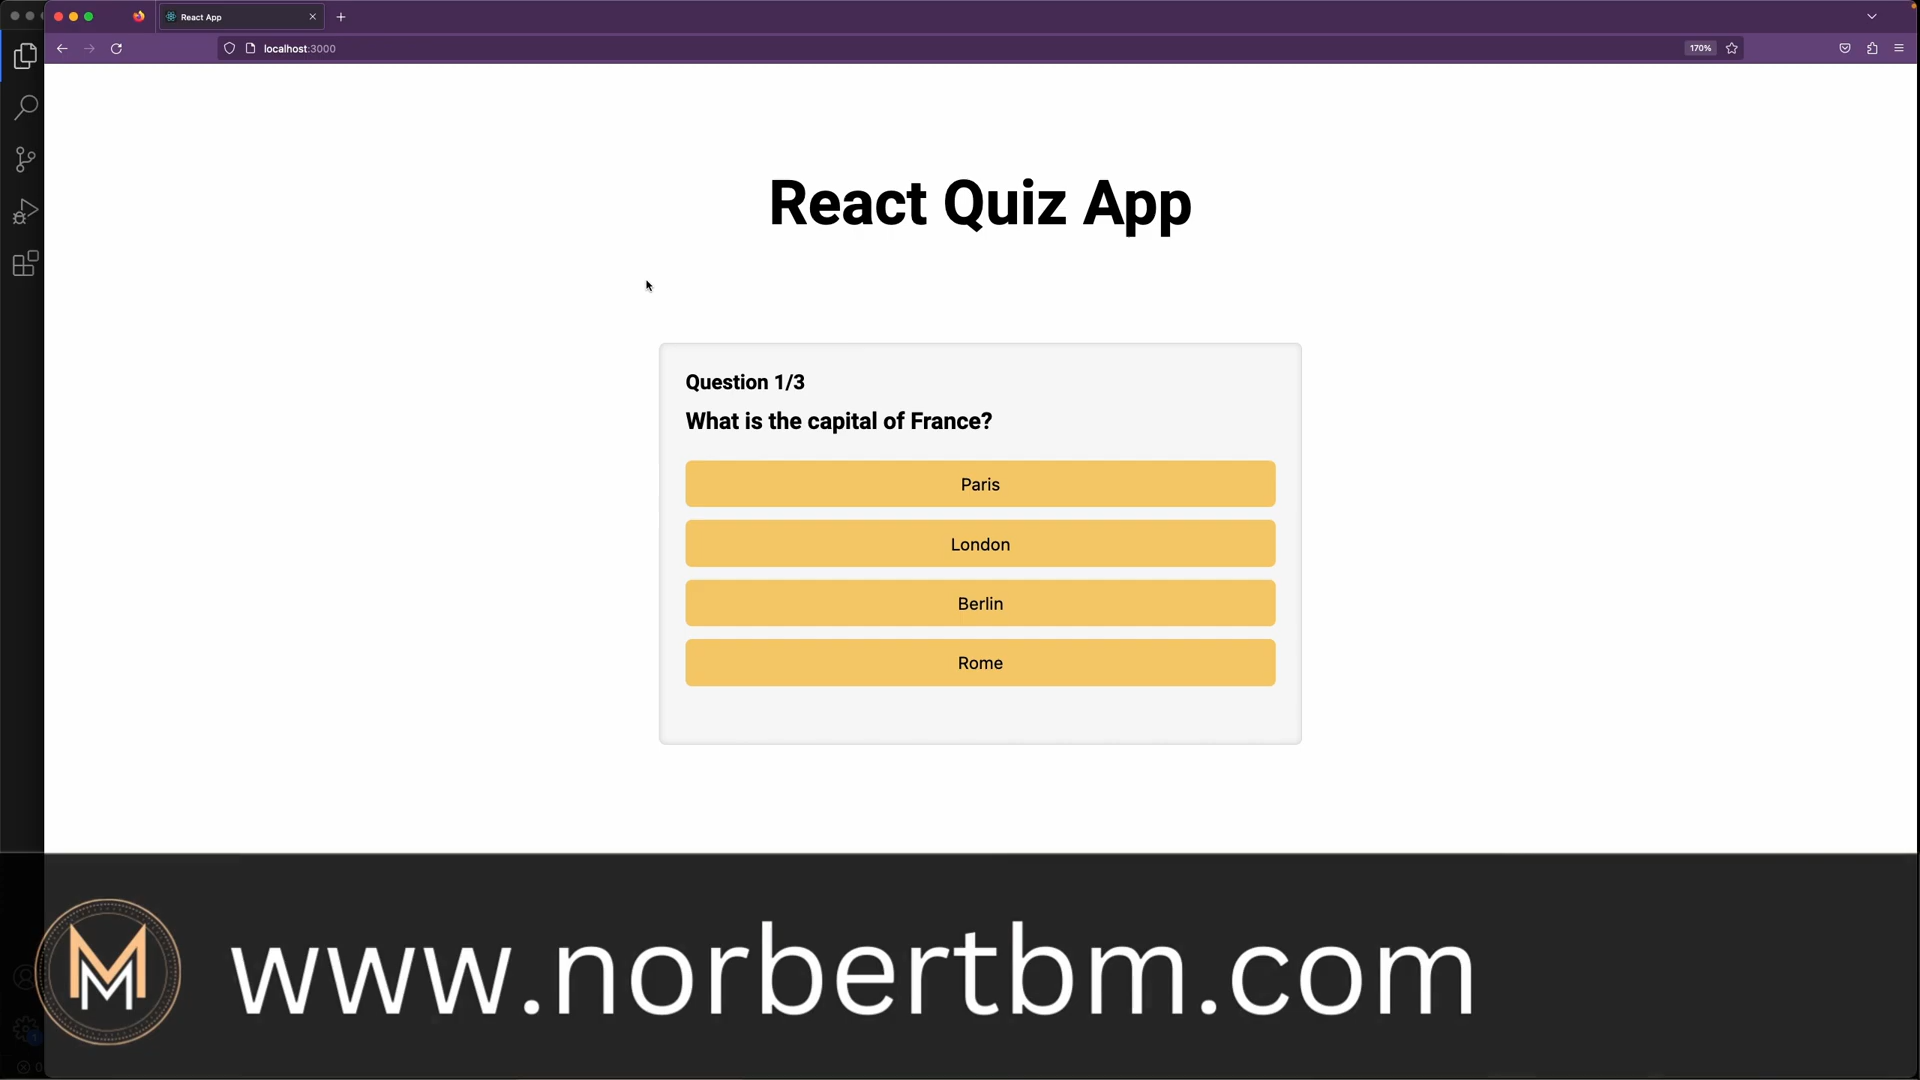 React App
localhost:3000
170%
React Quiz App
Question 1/3
What is the capital of France?
Paris
London
Berlin
Rome
www.norbertbm.com